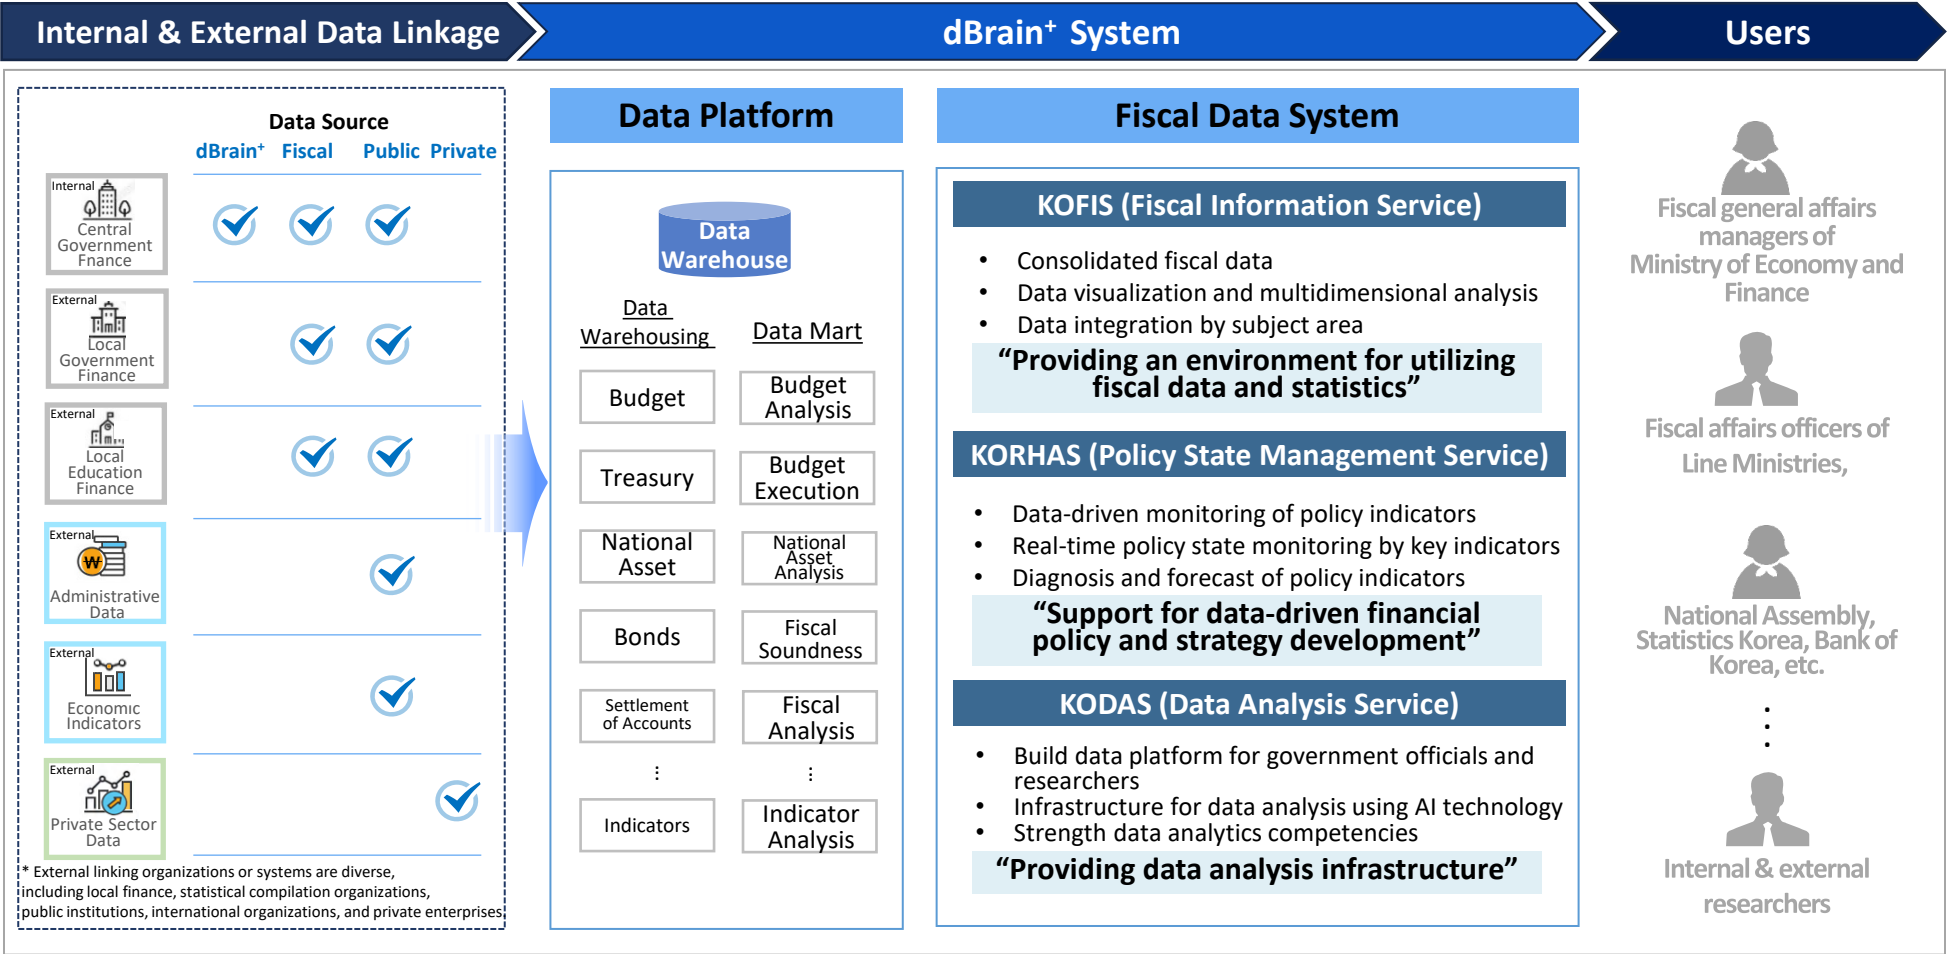 Internal & External Data Linkage
dBrain+ System
Users
Data Source
dBrain+ Fiscal Public Private
Internal
Central
Government
Fnance
External
Local
Government
Finance
External
Local
Education
Finance
External
Administrative
Data
External
Economic
Indicators
External
Private Sector
Data
* External linking organizations or systems are diverse,
including local finance, statistical compilation organizations,
public institutions, international organizations, and private enterprises.
Data Platform
Data
Warehouse
Data
Warehousing
Data Mart
Budget
Budget
Analysis
Treasury
Budget
Execution
National
Asset
National
Asset
Analysis
Bonds
Fiscal
Soundness
Settlement
of Accounts
Fiscal
Analysis
⋮ ⋮
Indicators
Indicator
Analysis
Fiscal Data System
KOFIS (Fiscal Information Service)
• Consolidated fiscal data
• Data visualization and multidimensional analysis
• Data integration by subject area
“Providing an environment for utilizing
fiscal data and statistics”
KORHAS (Policy State Management Service)
• Data-driven monitoring of policy indicators
• Real-time policy state monitoring by key indicators
• Diagnosis and forecast of policy indicators
“Support for data-driven financial
policy and strategy development”
KODAS (Data Analysis Service)
• Build data platform for government officials and
researchers
• Infrastructure for data analysis using AI technology
• Strength data analytics competencies
“Providing data analysis infrastructure”
Fiscal general affairs
managers of
Ministry of Economy and
Finance
Fiscal affairs officers of
Line Ministries,
National Assembly,
Statistics Korea, Bank of
Korea, etc.
⋮
Internal & external
researchers